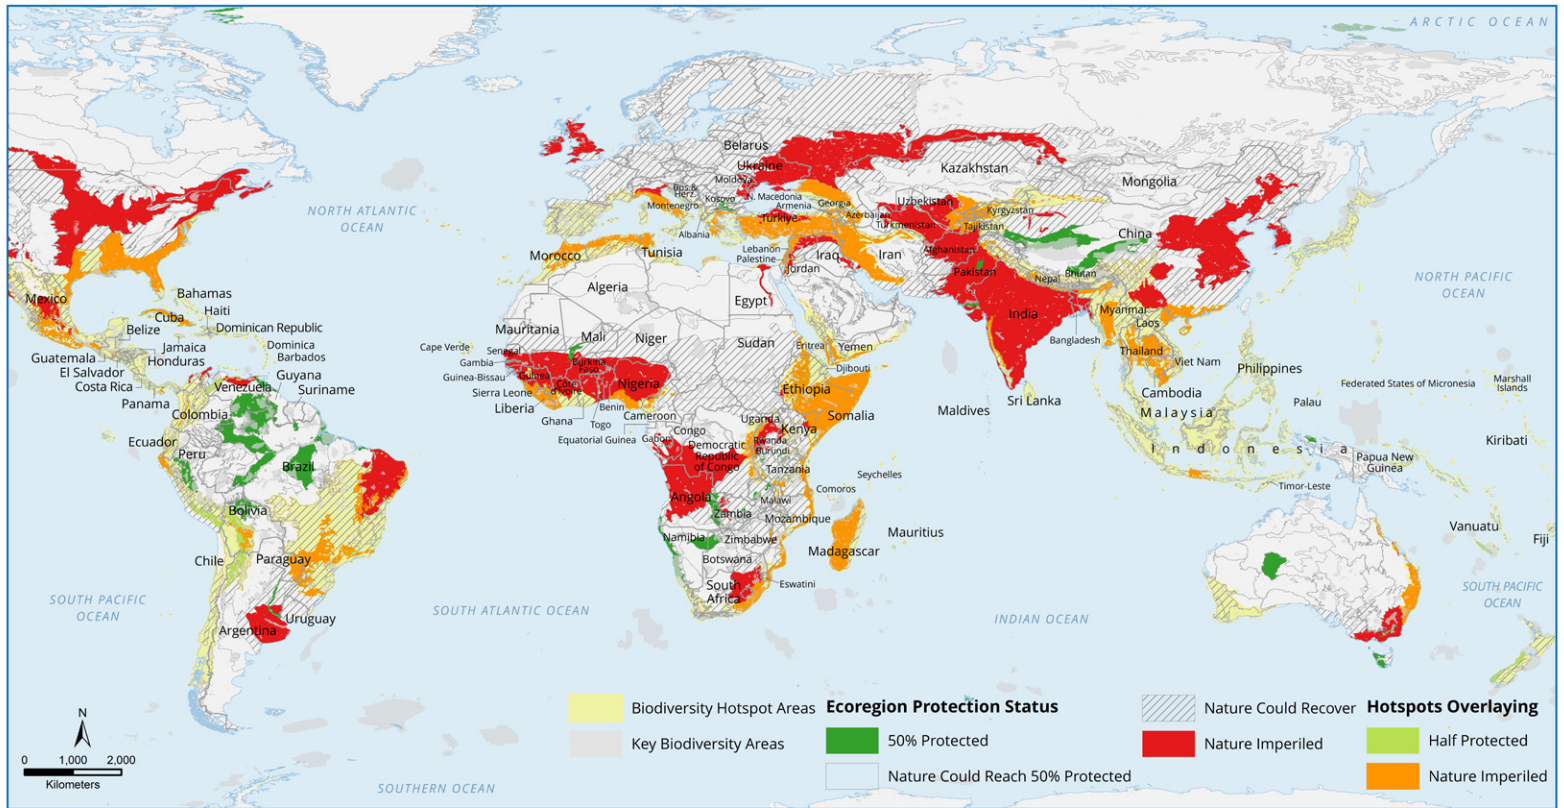 ARCTIC OCEAN
Belarus
Ukraine
Kazakhstan
Moldova
Mongolia
Bos.&
Herz.
Kosovo
N. Macedonia
Montenegro
Armenia
Georgia
Uzbekistan
Kyrgyzstan
NORTH ATLANTIC
OCEAN
Türkiye
Azerbaijan
Turkmenistan
Tajikistan
Albania
China
Morocco
Tunisia
Lebanon
Palestine
Iraq
Iran
Afghanistan
Jordan
Pakistan
Nepal
Bhutan
NORTH PACIFIC
OCEAN
Mexico
Bahamas
Algeria
Egypt
Cuba
Haiti
India
Myanmar
Belize
Dominican Republic
Mauritania
Mali
Niger
Sudan
Laos
Bangladesh
Jamaica
Dominica
Cape Verde
Senegal
Eritrea
Yemen
Thailand
Guatemala
Honduras
Barbados
Gambia
Burkina
Faso
Djibouti
Viet Nam
Philippines
El Salvador
Guyana
Guinea-Bissau
Guinea
Côte
d'Ivoire
Nigeria
Ethiopia
Federated States of Micronesia
Marshall
Islands
Costa Rica
Venezuela
Suriname
Sierra Leone
Sri Lanka
Cambodia
Panama
Liberia
Benin
Somalia
Maldives
Malaysia
Palau
Colombia
Ghana
Togo
Cameroon
Uganda
Kenya
Equatorial Guinea
Gabon
Congo
Ecuador
Democratic
Republic
of Congo
Rwanda
Burundi
Indonesia
Kiribati
Peru
Brazil
Tanzania
Seychelles
Papua New
Guinea
Comoros
Timor-Leste
Bolivia
Angola
Malawi
Zambia
Mozambique
Mauritius
Vanuatu
Namibia
Zimbabwe
Madagascar
Fiji
Chile
Paraguay
Botswana
South
Africa
Eswatini
SOUTH PACIFIC
OCEAN
SOUTH ATLANTIC OCEAN
INDIAN OCEAN
SOUTH PACIFIC
OCEAN
Uruguay
Argentina
N
0 1,000 2,000
Kilometers
SOUTHERN OCEAN
Biodiversity Hotspot Areas
Key Biodiversity Areas
Ecoregion Protection Status
50% Protected
Nature Could Reach 50% Protected
Nature Could Recover
Nature Imperiled
Hotspots Overlaying
Half Protected
Nature Imperiled